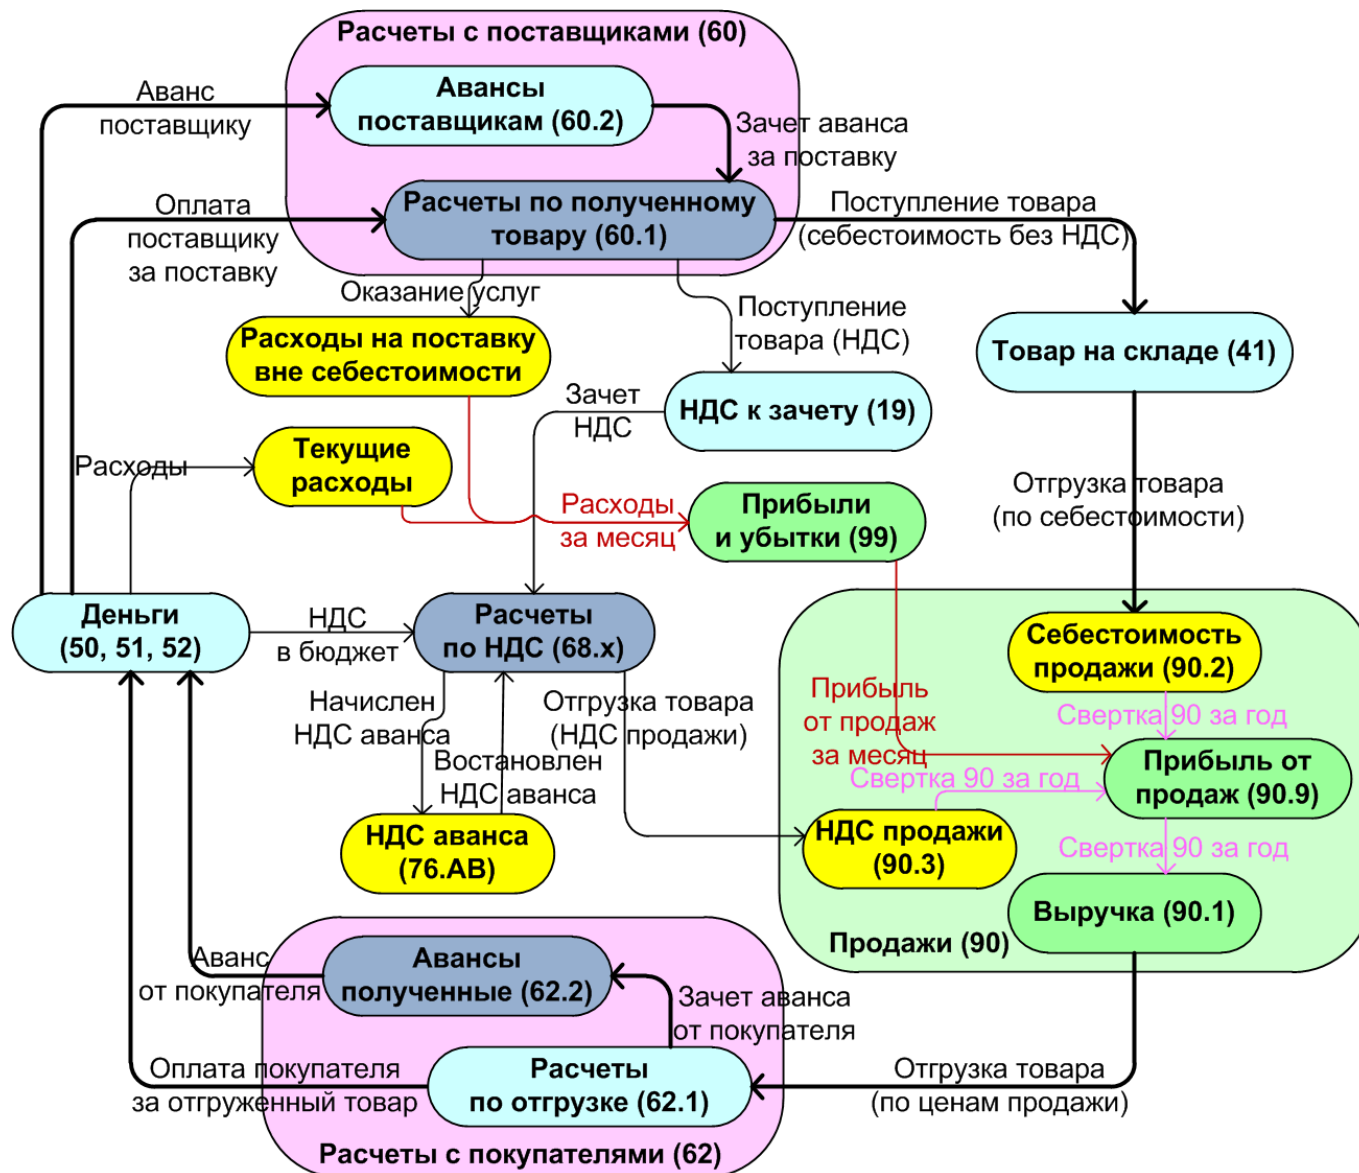 Расчеты с поставщиками (60)
Аванс
поставщику
Авансы
поставщикам (60.2)
Зачет аванса
за поставку
Оплата
поставщику
за поставку
Расчеты по полученному
товару (60.1)
Поступление товара
(себестоимость без НДС)
Оказание услуг
Поступление
товара (НДС)
Расходы на поставку
вне себестоимости
Товар на складе (41)
Зачет
НДС
НДС к зачету (19)
Расходы
Текущие
расходы
Расходы
за месяц
Прибыли
и убытки (99)
Отгрузка товара
(по себестоимости)
Деньги
(50, 51, 52)
НДС
в бюджет
Расчеты
по НДС (68.х)
Себестоимость
продажи (90.2)
Начислен
НДС аванса
Отгрузка товара
(НДС продажи)
Прибыль
от продаж
за месяц
Свертка 90 за год
Востановлен
НДС аванса
Свертка 90 за год
Прибыль от
продаж (90.9)
НДС аванса
(76.АВ)
НДС продажи
(90.3)
Свертка 90 за год
Выручка (90.1)
Продажи (90)
Аванс
от покупателя
Авансы
полученные (62.2)
Зачет аванса
от покупателя
Оплата покупателя
за отгруженный товар
Расчеты
по отгрузке (62.1)
Отгрузка товара
(по ценам продажи)
Расчеты с покупателями (62)